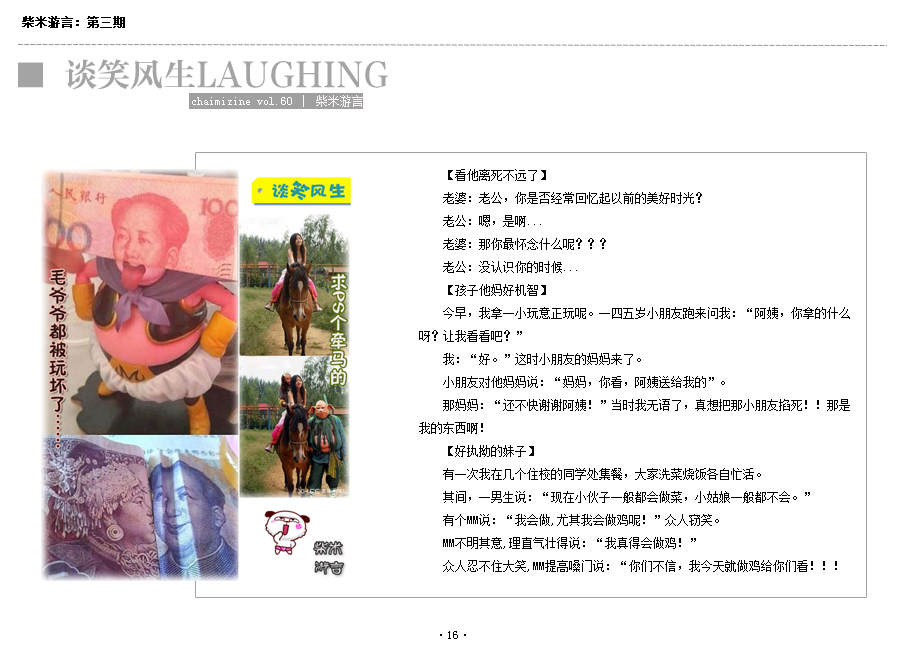 柴米游言：第三期
谈笑风生LAUGHING
chaimizine vol.60 | 柴米游言
民银行
100
00
毛爷爷都被玩坏了……
谈笑风生
求PS个牵马的
柴米
游言
【看他离死不远了】
老婆：老公，你是否经常回忆起以前的美好时光？
老公：嗯，是啊...
老婆：那你最怀念什么呢？？？
老公：没认识你的时候...
【孩子他妈好机智】
今早，我拿一小玩意正玩呢。一四五岁小朋友跑来问我：“阿姨，你拿的什么
呀？让我看看吧？”
我：“好。”这时小朋友的妈妈来了。
小朋友对他妈妈说：“妈妈，你看，阿姨送给我的”。
那妈妈：“还不快谢谢阿姨！”当时我无语了，真想把那小朋友掐死！！那是
我的东西啊！
【好执拗的妹子】
有一次我在几个住校的同学处集餐，大家洗菜烧饭各自忙活。
其间，一男生说：“现在小伙子一般都会做菜，小姑娘一般都不会。”
有个MM说：“我会做,尤其我会做鸡呢！”众人窃笑。
MM不明其意,理直气壮得说：“我真得会做鸡！”
众人忍不住大笑,MM提高嗓门说：“你们不信，我今天就做鸡给你们看！！！
·16·